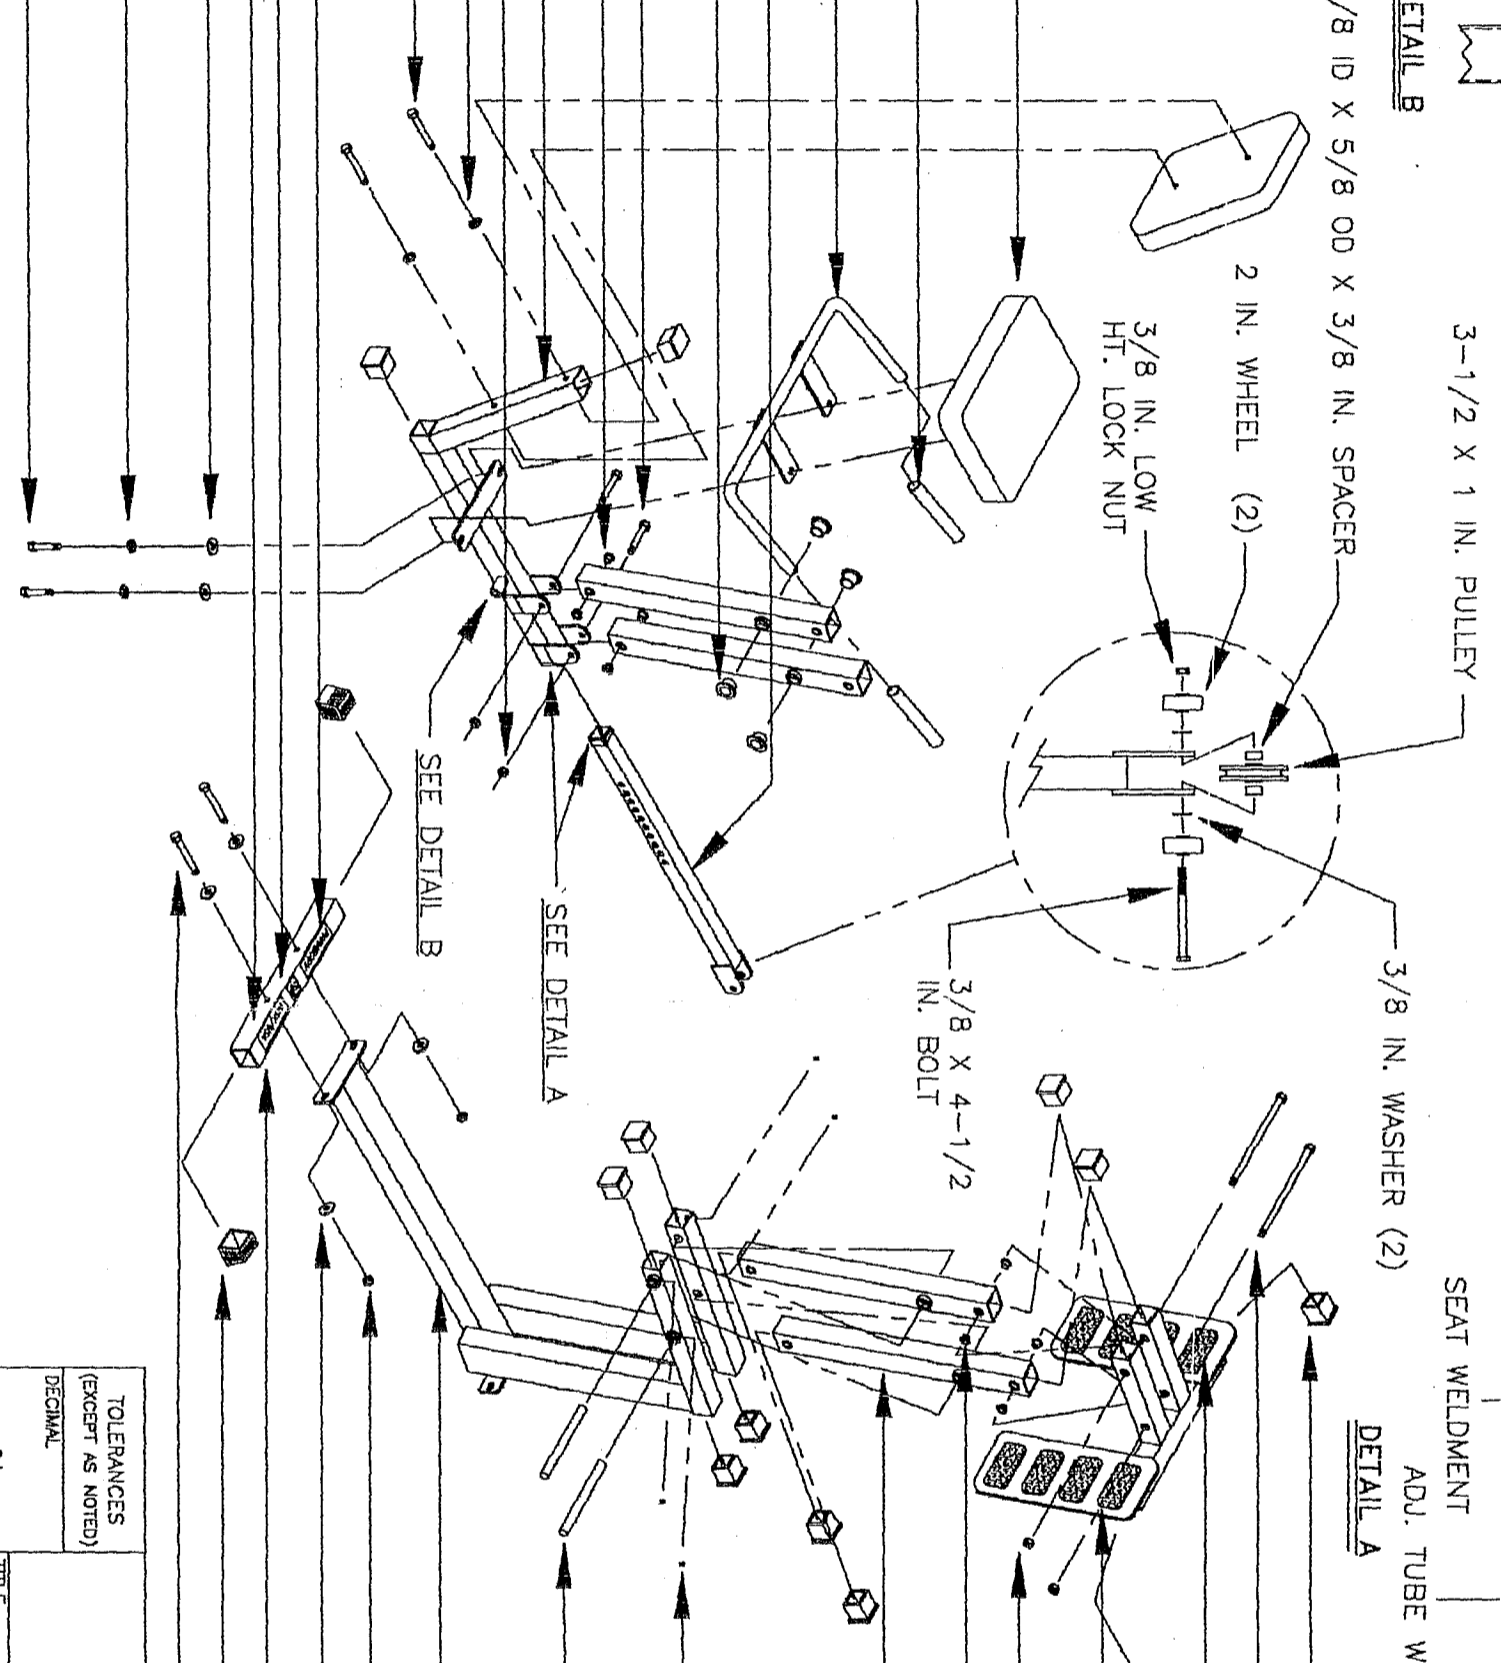 ETAIL B
/8 ID X 5/8 OD X 3/8 IN. SPACER
3-1/2 X 1 IN. PULLEY
2 IN. WHEEL (2)
3/8 IN. LOW
HT. LOCK NUT
3/8 IN. WASHER (2)
3/8 X 4-1/2
IN. BOLT
SEAT WELDMENT
ADJ. TUBE W
DETAIL A
SEE DETAIL B
SEE DETAIL A
TOLERANCES
(EXCEPT AS NOTED)
DECIMAL